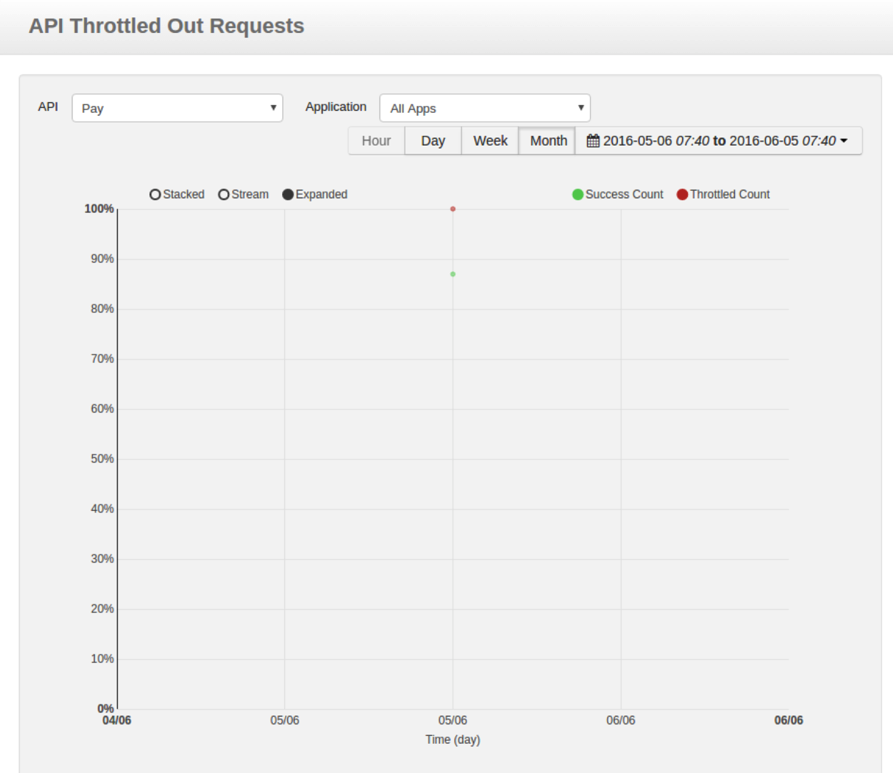 API Throttled Out Requests
API Pay Application All Apps
Hour Day Week Month 2016-05-06 07:40 to 2016-06-05 07:40
Stacked Stream Expanded Success Count Throttled Count
100%
90%
80%
70%
60%
50%
40%
30%
20%
10%
0%
04/06 05/06 05/06 06/06 06/06
Time (day)